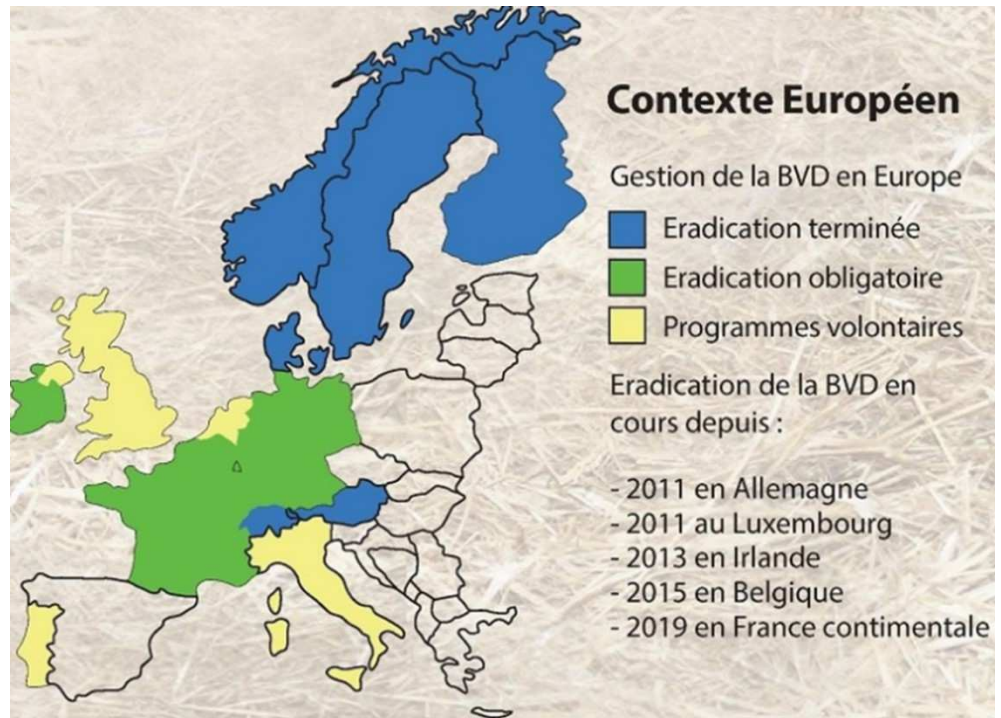 Contexte Européen
Gestion de la BVD en Europe
Eradication terminée
Eradication obligatoire
Programmes volontaires
Eradication de la BVD en
cours depuis :
- 2011 en Allemagne
- 2011 au Luxembourg
- 2013 en Irlande
- 2015 en Belgique
- 2019 en France contimentale